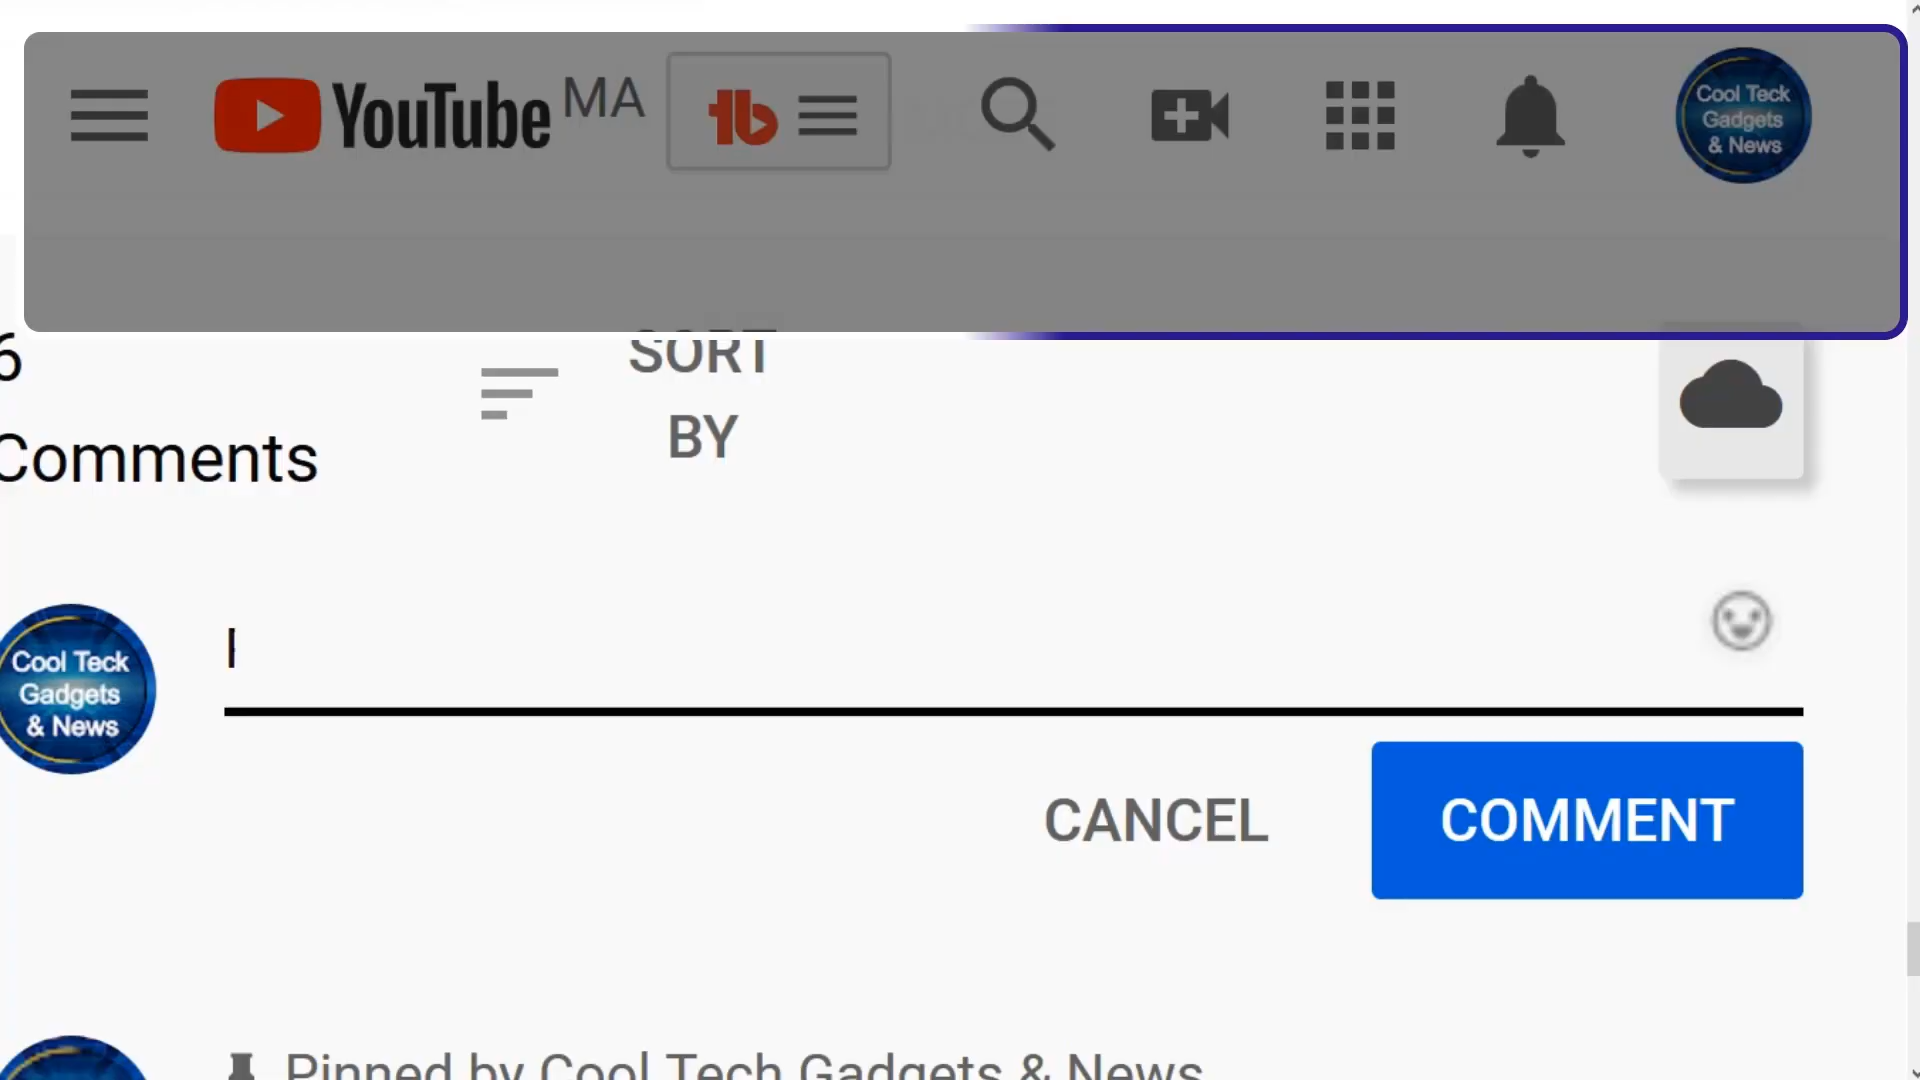 YouTube MA
Cool Teck
Gadgets
& News
SORT
BY
6
Comments
Cool Teck
Gadgets
& News
CANCEL
COMMENT
Pinned by Cool Tech Gadgets & News